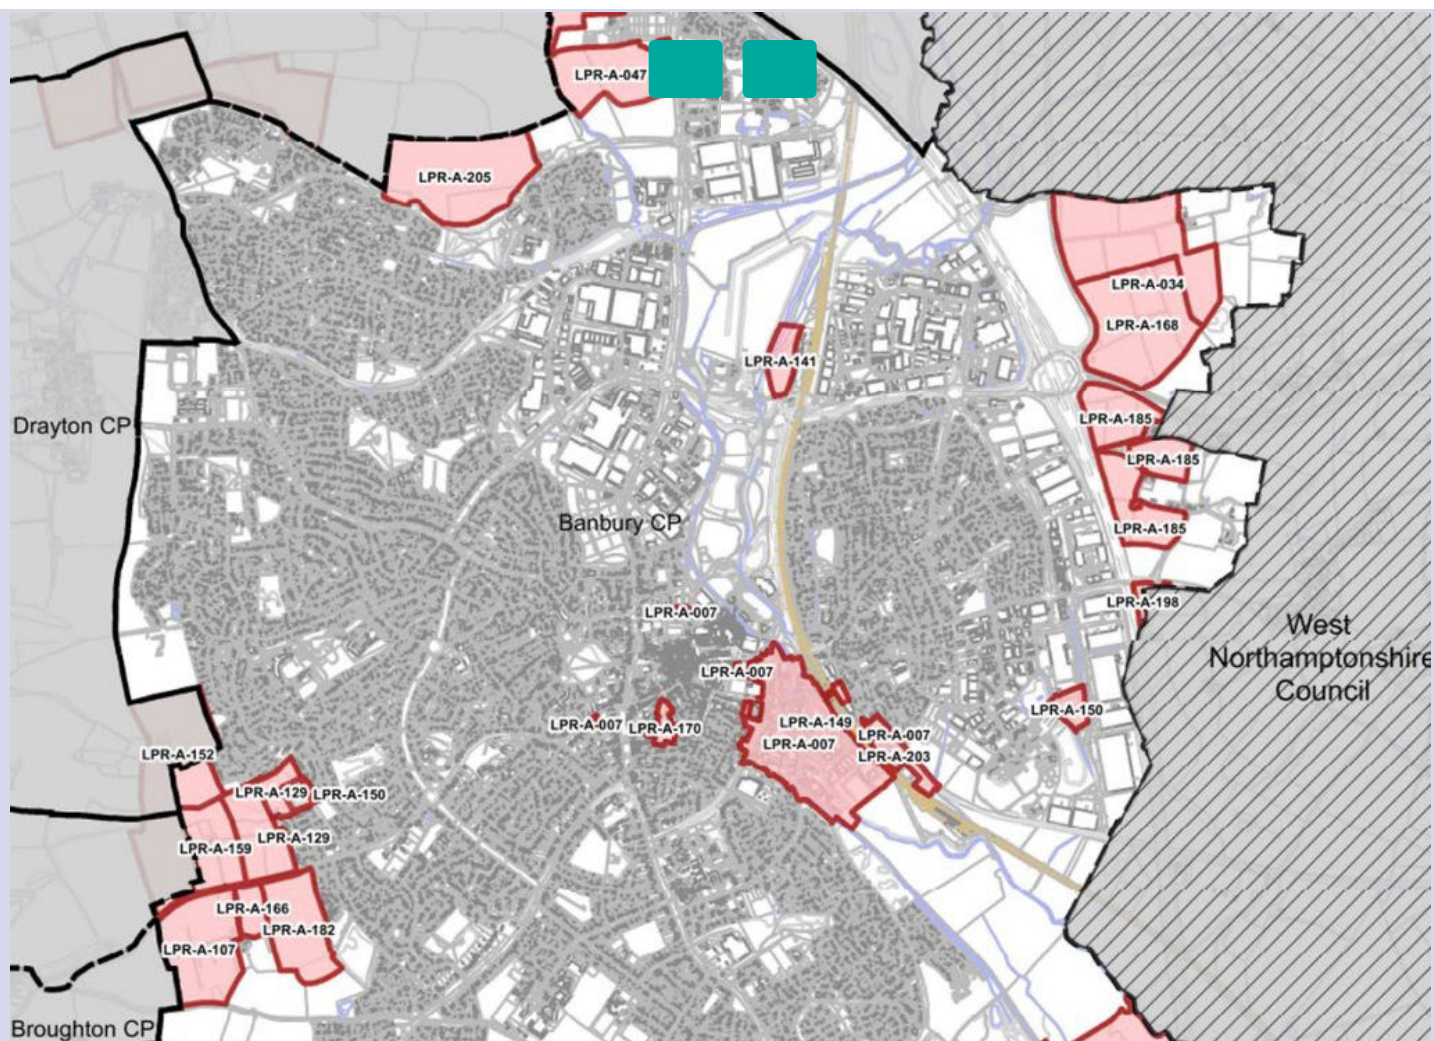 LPR-A-047
LPR-A-205
LPR-A-034
LPR-A-168
LPR-A-141
Drayton CP
LPR-A-185
LPR-A-185
Banbury CP
LPR-A-185
LPR-A-007
LPR-A-198
West
Northamptonshire
Council
LPR-A-007
LPR-A-150
LPR-A-007
LPR-A-170
LPR-A-149
LPR-A-007
LPR-A-007
LPR-A-203
LPR-A-152
LPR-A-129
LPR-A-150
LPR-A-129
LPR-A-159
LPR-A-166
LPR-A-182
LPR-A-107
Broughton CP